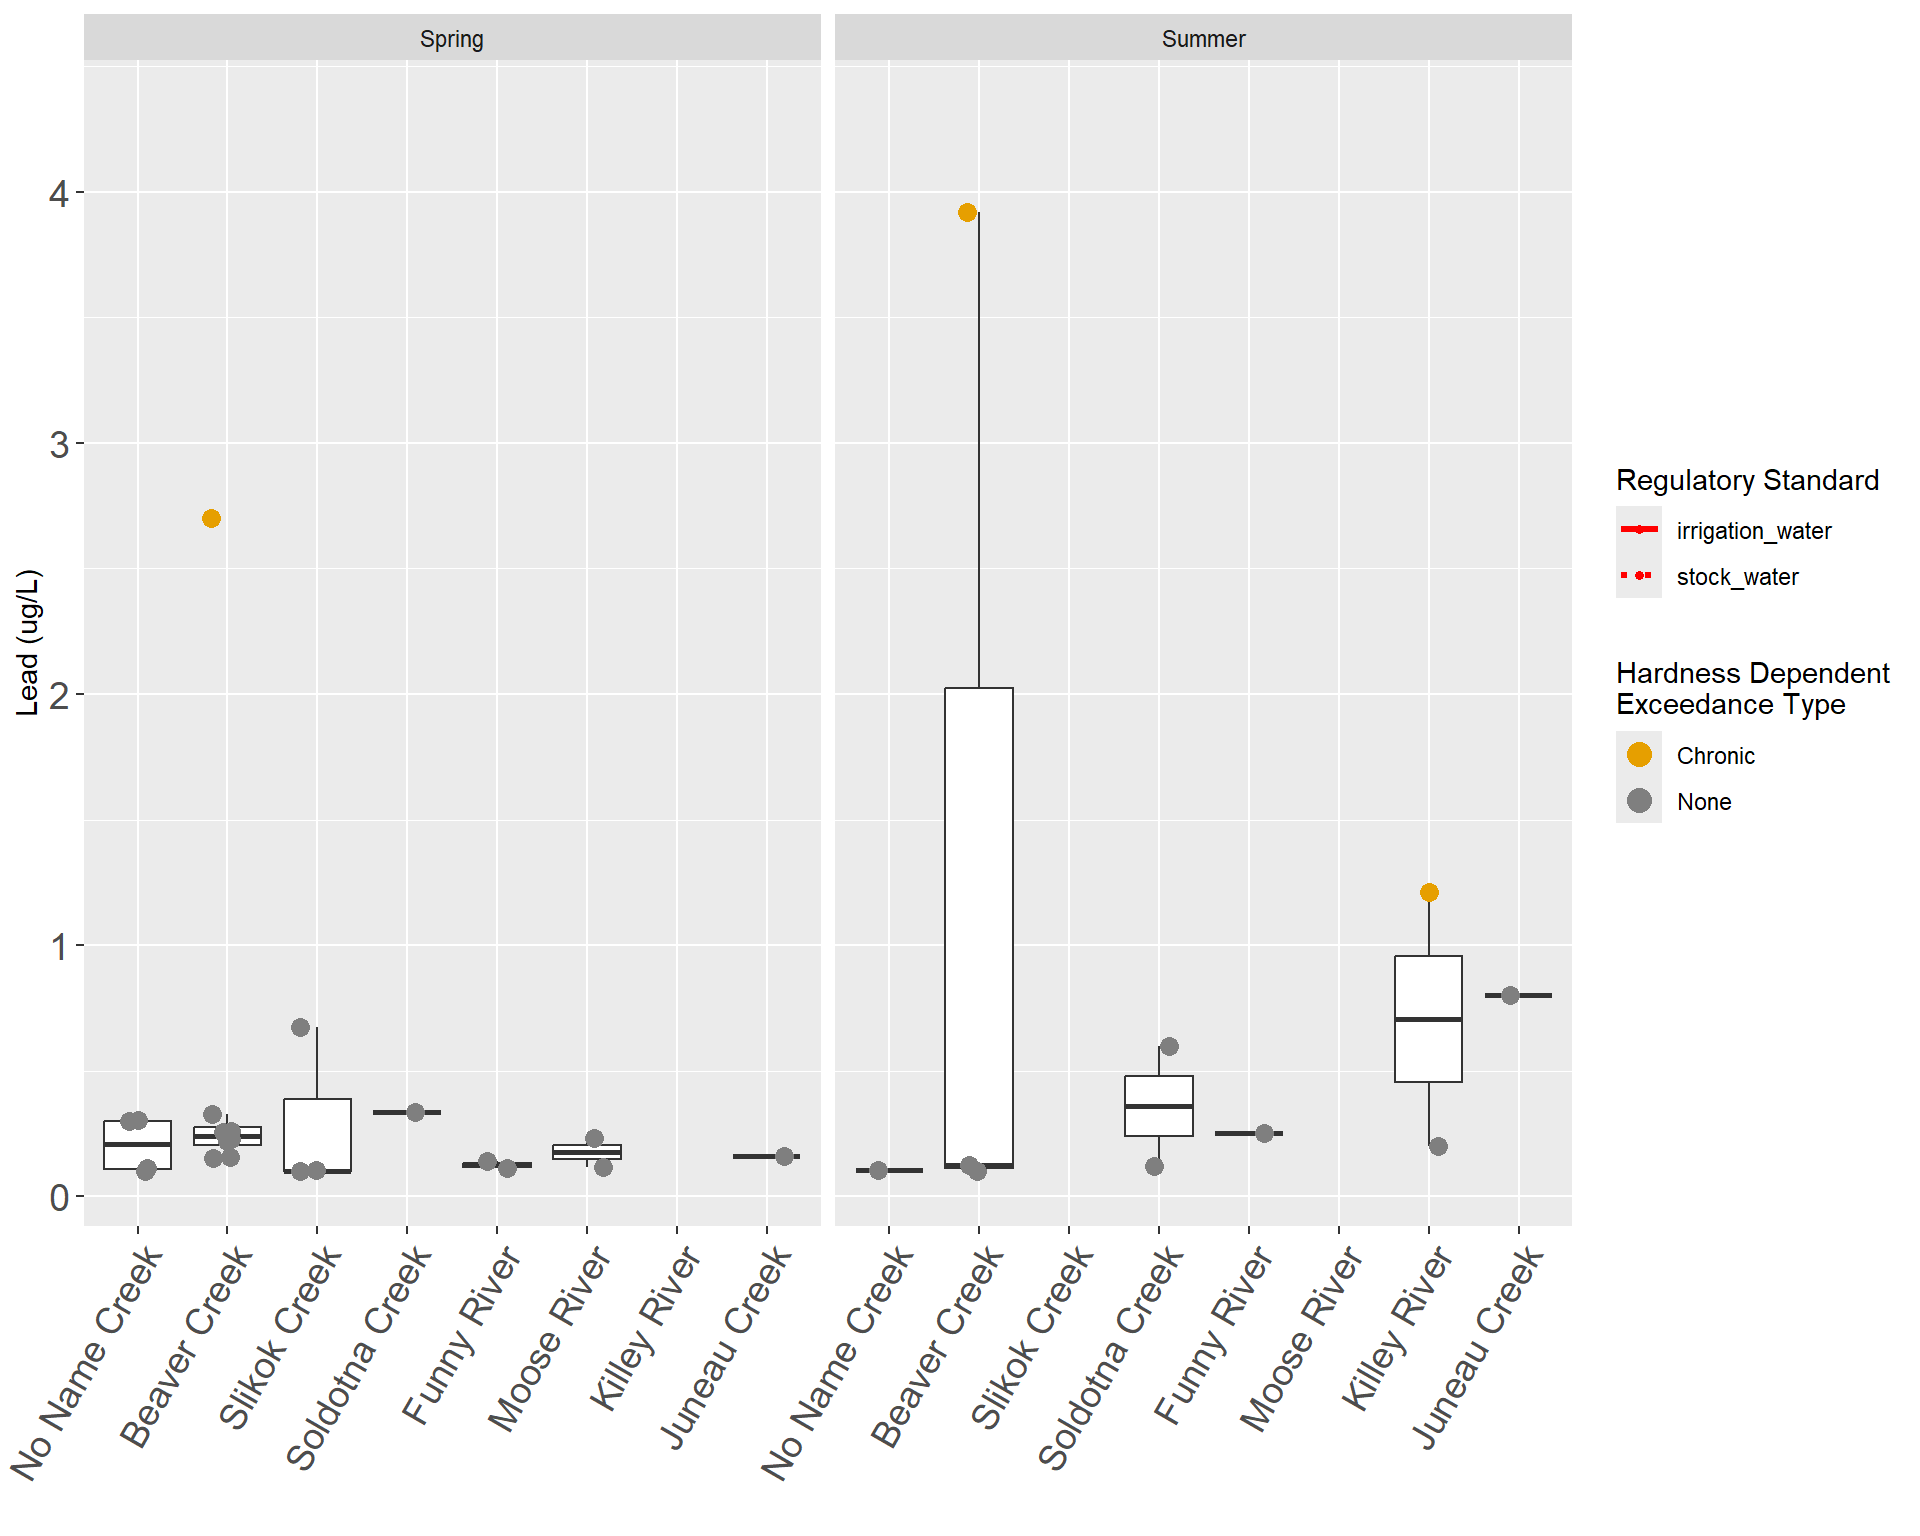 Spring
Summer
Lead (ug/L)
4
3
2
1
0
No Name Creek
Beaver Creek
Slikok Creek
Soldotna Creek
Funny River
Moose River
Killey River
Juneau Creek
No Name Creek
Beaver Creek
Slikok Creek
Soldotna Creek
Funny River
Moose River
Killey River
Juneau Creek
Regulatory Standard
irrigation_water
stock_water
Hardness Dependent
Exceedance Type
Chronic
None